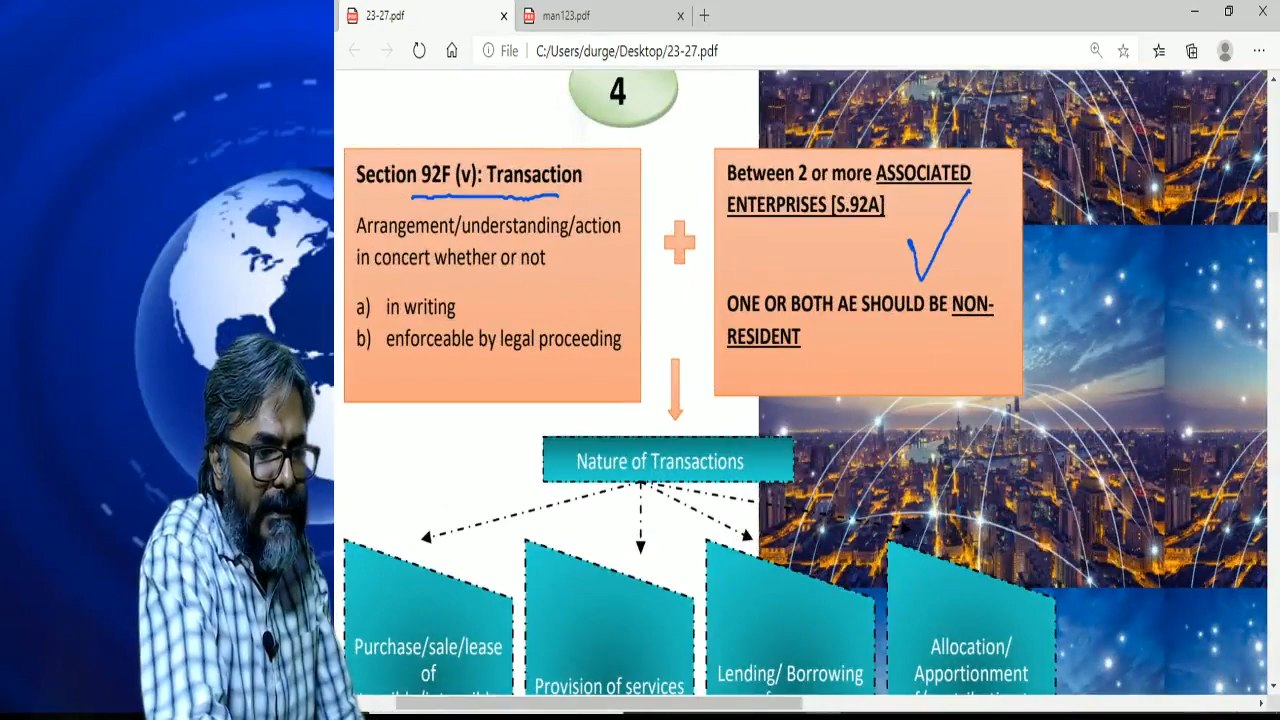 23-27.pdf
man123.pdf
File
C:/Users/durge/Desktop/23-27.pdf
4
Section 92F (v): Transaction
Arrangement/understanding/action
in concert whether or not
a) in writing
b) enforceable by legal proceeding
Between 2 or more ASSOCIATED
ENTERPRISES [S.92A]
ONE OR BOTH AE SHOULD BE NON-
RESIDENT
Nature of Transactions
Purchase/sale/lease
of
Provision of services
Lending/ Borrowing
Allocation/
Apportionment